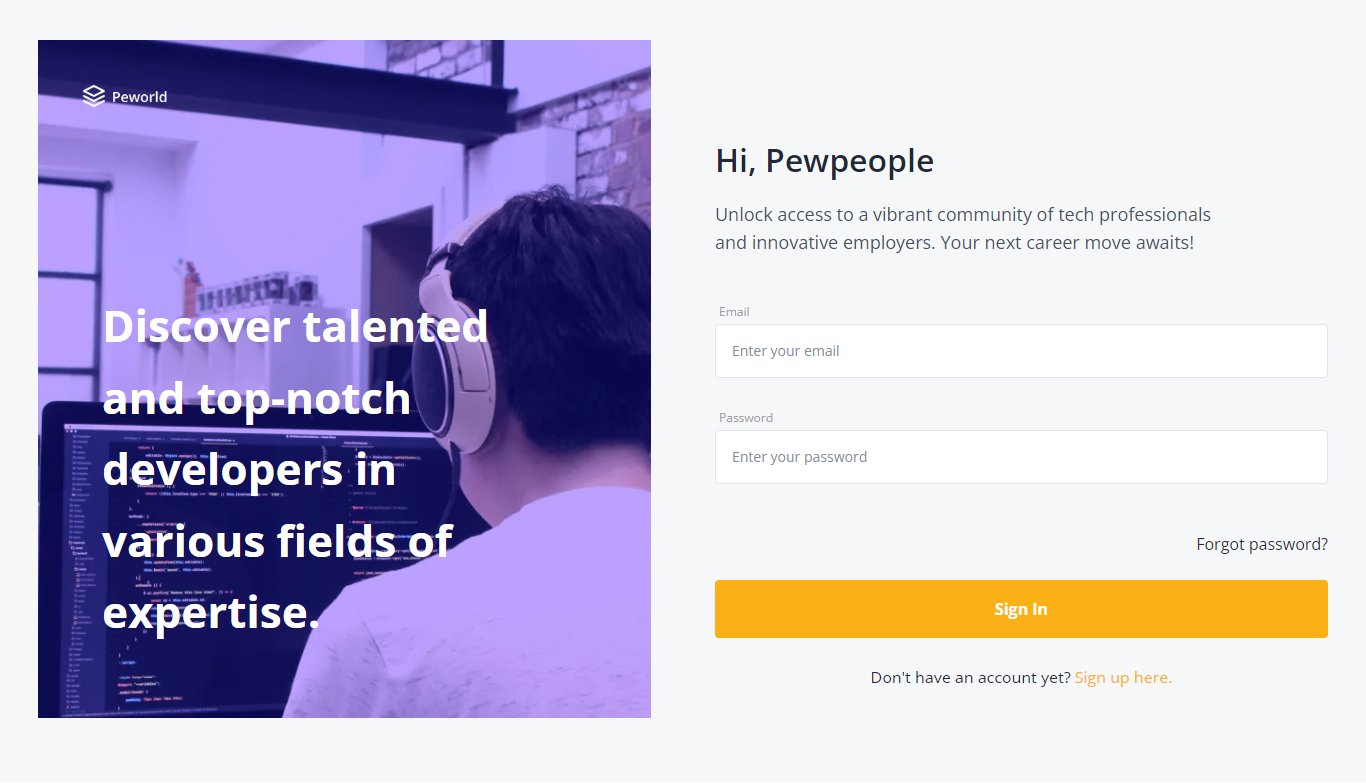 Peworld
Discover talented
and top-notch
developers in
various fields of
expertise.
Hi, Pewpeople
Unlock access to a vibrant community of tech professionals
and innovative employers. Your next career move awaits!
Email
Enter your email
Password
Enter your password
Forgot password?
Sign In
Don't have an account yet? Sign up here.